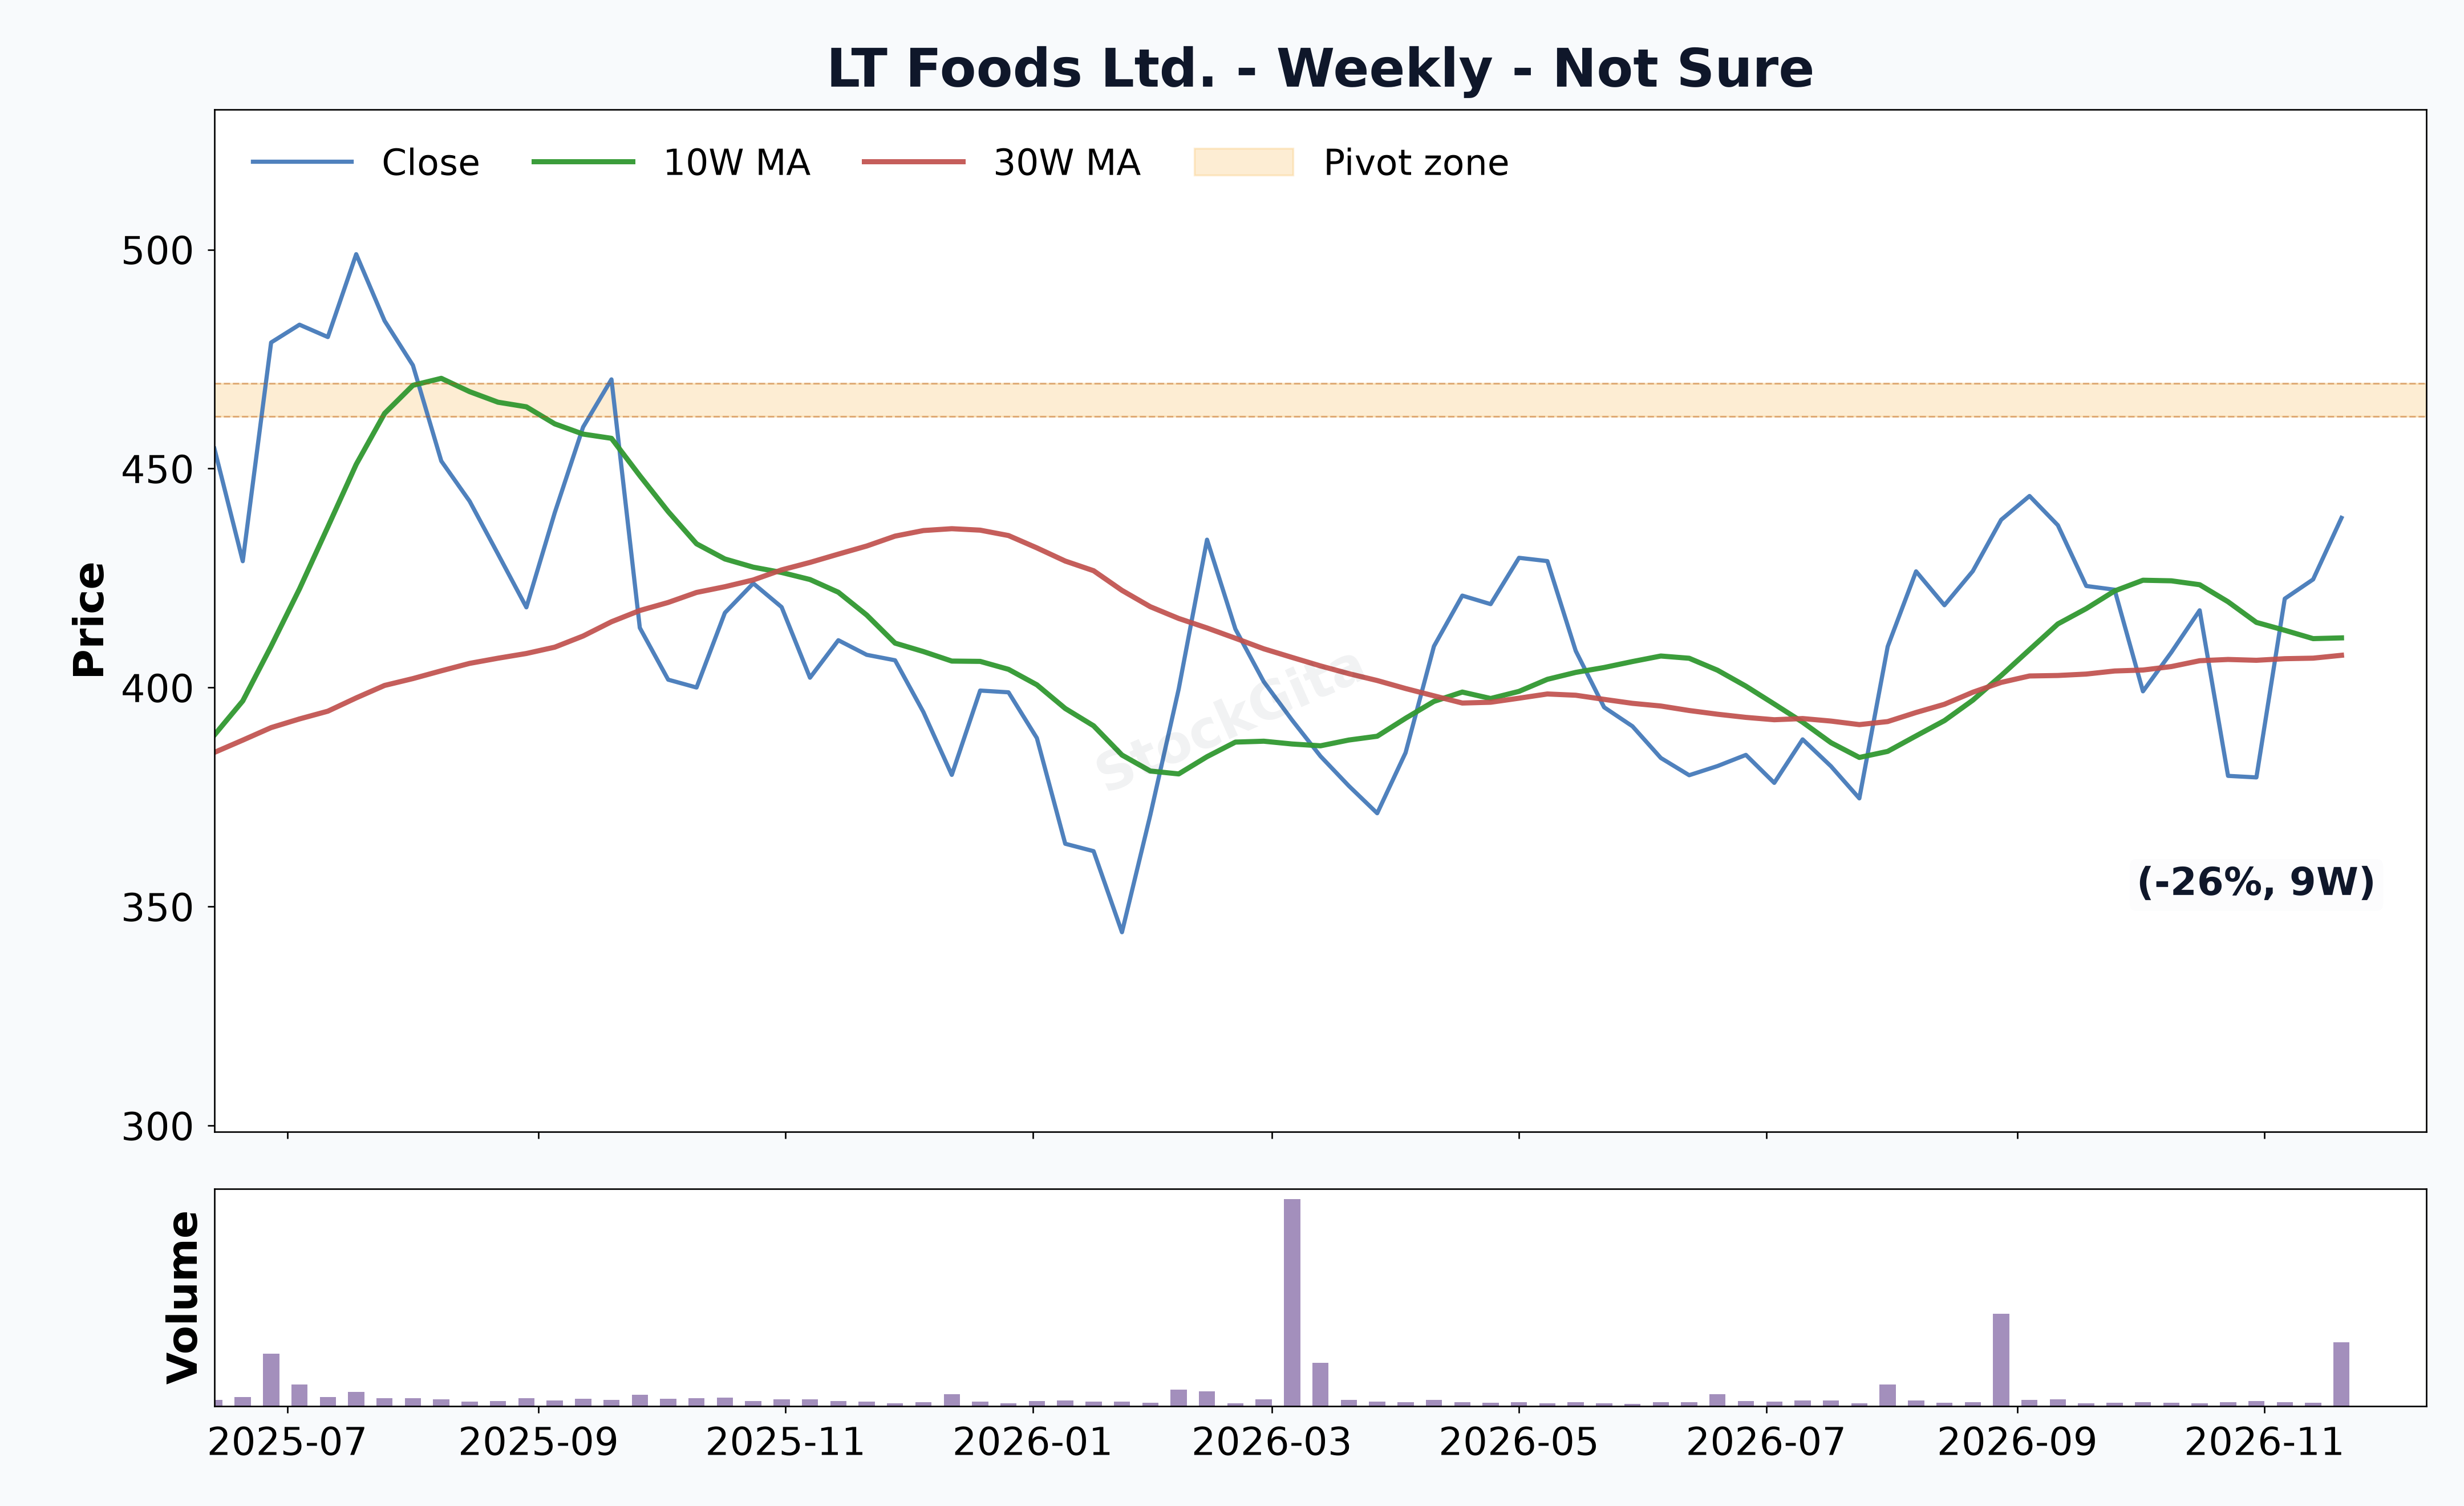 LT Foods Ltd. - Weekly - Not Sure
Close 10W MA 30W MA Pivot zone
500
450
400
350
300
Price
StockGita
(-26%, 9W)
Volume
2025-07 2025-09 2025-11 2026-01 2026-03 2026-05 2026-07 2026-09 2026-11